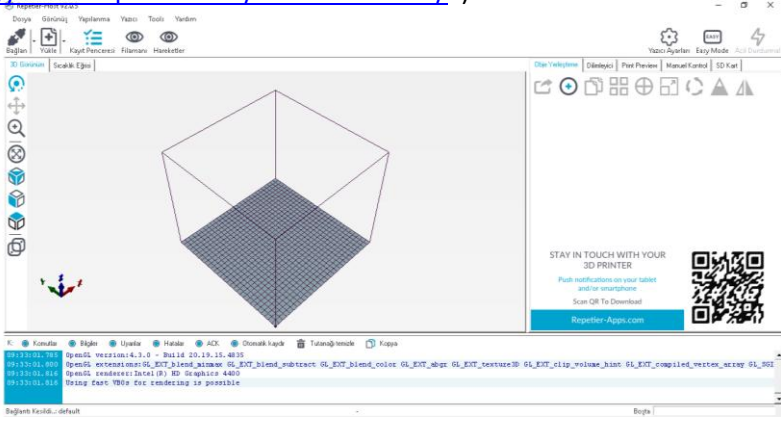 Repetier-Host V2.0.5
Dosya Görünüş Yapılanma Yazıcı Tools Yardım
Bağlan Yükle Kayıt Penceresi Filamanı Hareketler
Yazıcı Ayarları Easy Mode Acil Durdurma!
EASY
3D Görünüm Sıcaklık Eğrisi
Obje Yerleştirme Dilimleyici Print Preview Manuel Kontrol SD Kart
STAY IN TOUCH WITH YOUR
3D PRINTER
Push notifications on your tablet
and/or smartphone
Scan QR To Download
Repetier-Apps.com
K: Komutlar Bilgiler Uyarılar Hatalar ACK Otomatik kaydır Tutanağı temizle Kopya
09:33:01.785 OpenGL version:4.3.0 - Build 20.19.15.4835
09:33:01.800 OpenGL extensions:GL_EXT_blend_minmax GL_EXT_blend_subtract GL_EXT_blend_color GL_EXT_abgr GL_EXT_texture3D GL_EXT_clip_volume_hint GL_EXT_compiled_vertex_array GL_SGI
09:33:01.816 OpenGL renderer:Intel(R) HD Graphics 4400
09:33:01.816 Using fast VBOs for rendering is possible
Bağlantı Kesildi...: default - Boşta